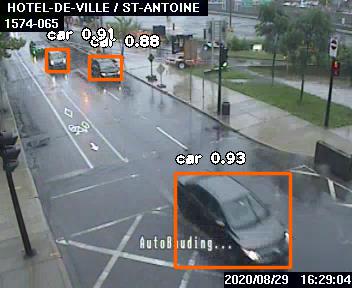 HOTEL-DE-VILLE / ST-ANTOINE
1574-065
car 0.91
car 0.88
car 0.93
AutoBauding...
2020/08/29 16:29:04